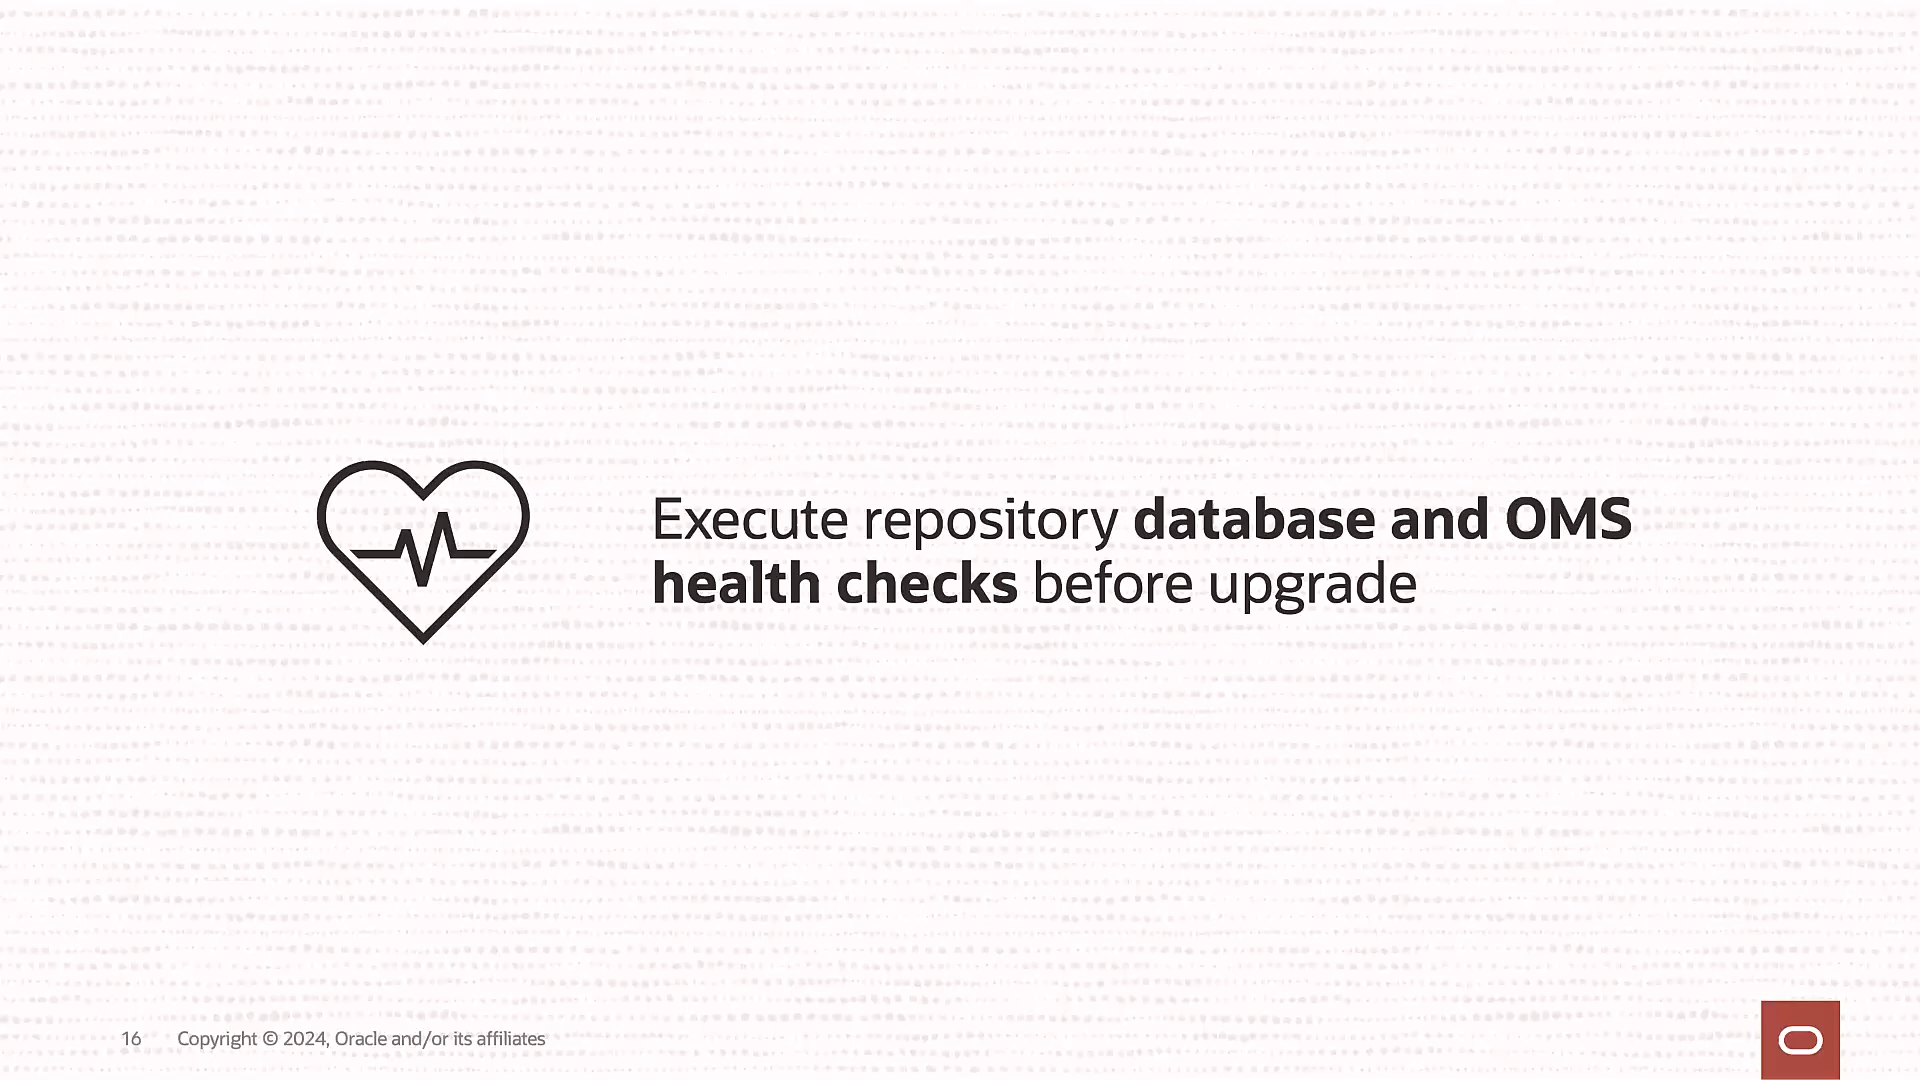 Execute repository database and OMS
health checks before upgrade
16 Copyright © 2024, Oracle and/or its affiliates